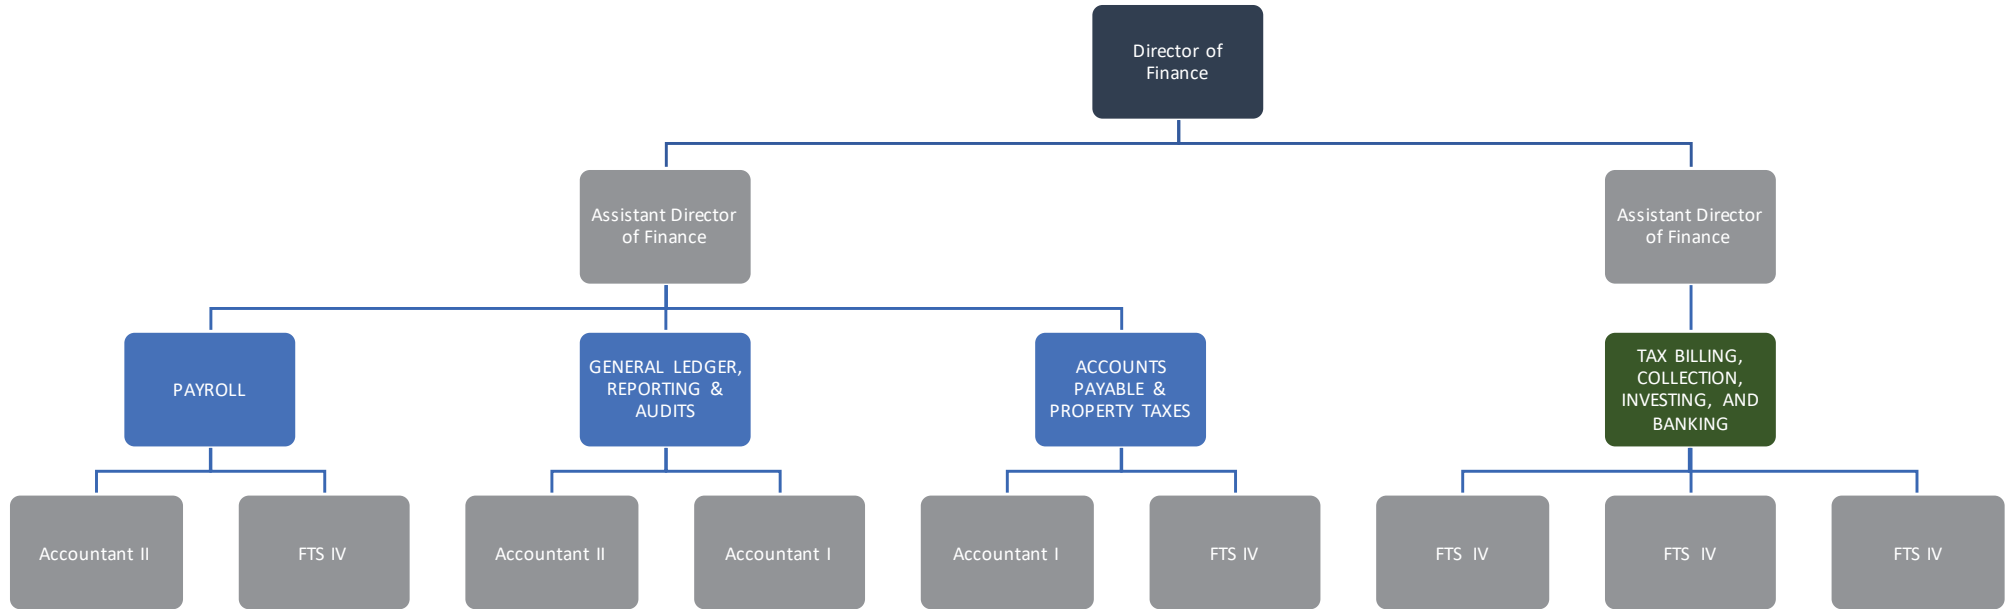 Director of
Finance
Assistant Director
of Finance
Assistant Director
of Finance
PAYROLL
GENERAL LEDGER,
REPORTING &
AUDITS
ACCOUNTS
PAYABLE &
PROPERTY TAXES
TAX BILLING,
COLLECTION,
INVESTING, AND
BANKING
Accountant II
FTS IV
Accountant II
Accountant I
Accountant I
FTS IV
FTS IV
FTS IV
FTS IV